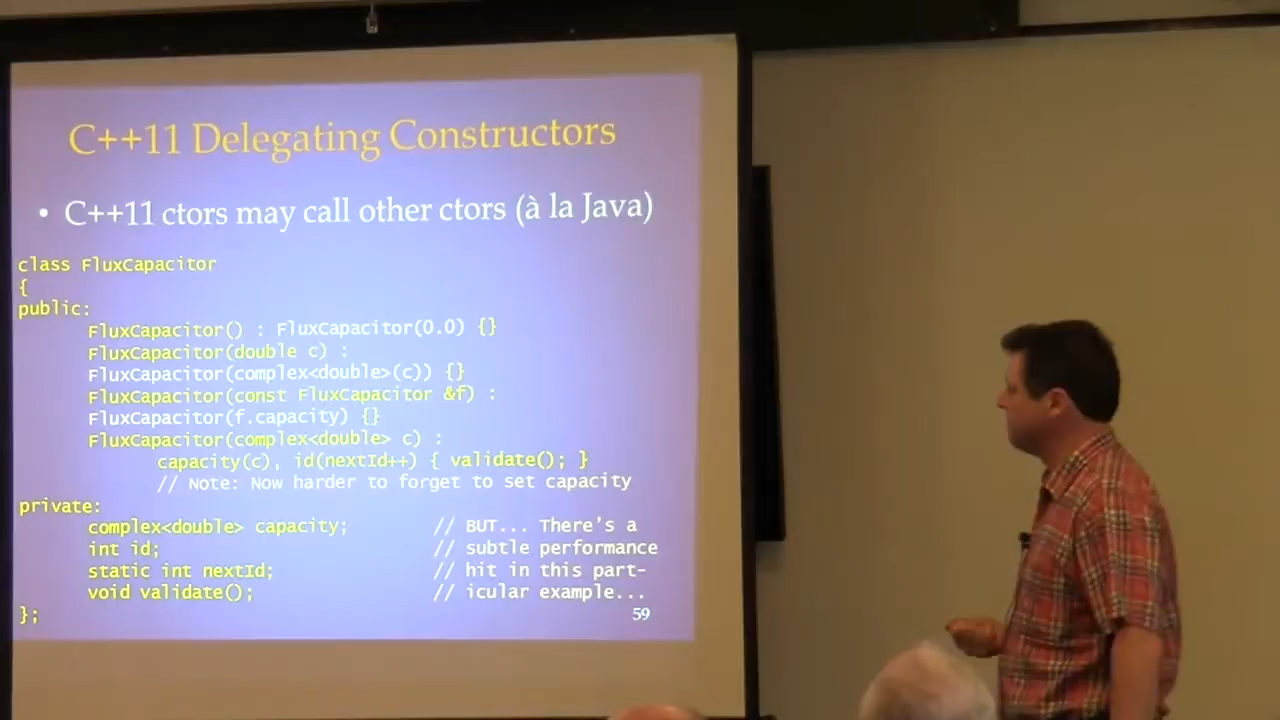 C++11 Delegating Constructors
• C++11 ctors may call other ctors (à la Java)
class FluxCapacitor
{
public:
FluxCapacitor() : FluxCapacitor(0.0) {}
FluxCapacitor(double c) :
FluxCapacitor(complex<double>(c)) {}
FluxCapacitor(const FluxCapacitor &f) :
FluxCapacitor(f.capacity) {}
FluxCapacitor(complex<double> c) :
capacity(c), id(nextId++) { validate(); }
// Note: Now harder to forget to set capacity
private:
complex<double> capacity; // BUT... There's a
int id; // subtle performance
static int nextId; // hit in this part-
void validate(); // icular example...
};
59